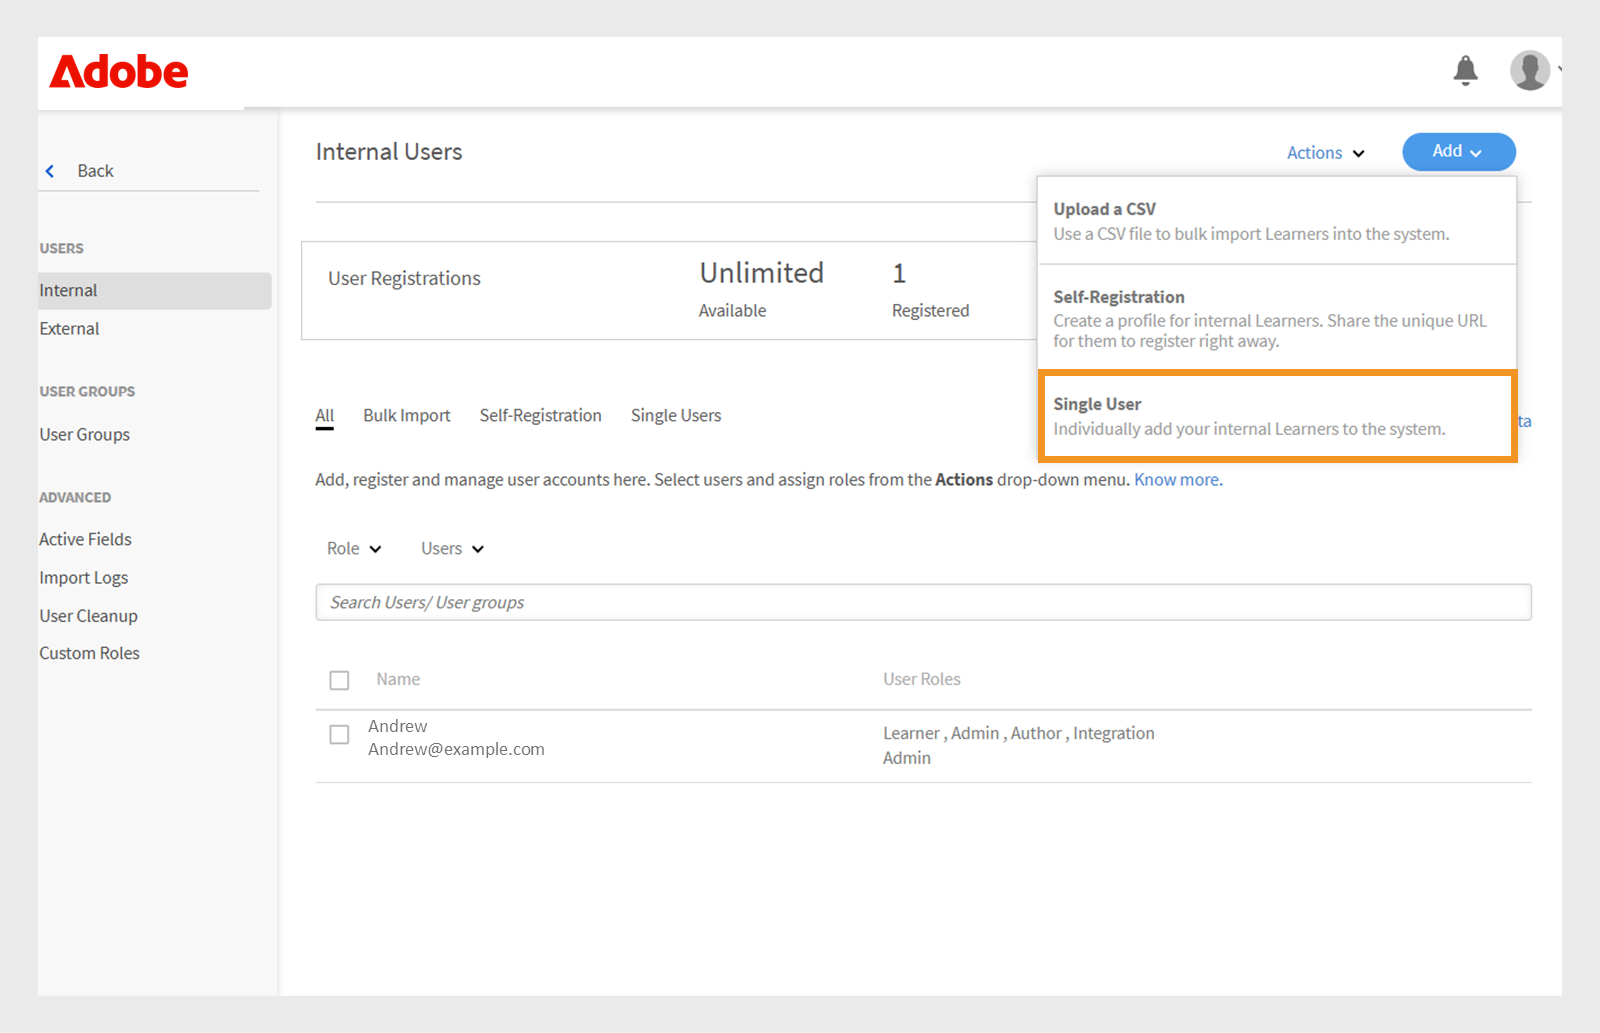 Adobe
Back
USERS
Internal
External
USER GROUPS
User Groups
ADVANCED
Active Fields
Import Logs
User Cleanup
Custom Roles
Internal Users
Actions
Add
Upload a CSV
Use a CSV file to bulk import Learners into the system.
Self-Registration
Create a profile for internal Learners. Share the unique URL
for them to register right away.
Single User
Individually add your internal Learners to the system.
User Registrations
Unlimited
Available
1
Registered
All Bulk Import Self-Registration Single Users
ta
Add, register and manage user accounts here. Select users and assign roles from the Actions drop-down menu. Know more.
Role Users
Search Users/ User groups
Name User Roles
Andrew
Andrew@example.com
Learner , Admin , Author , Integration
Admin